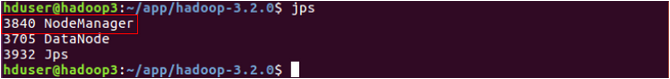 hduser@hadoop3:~/app/hadoop-3.2.0$ jps
3840 NodeManager
3705 DataNode
3932 Jps
hduser@hadoop3:~/app/hadoop-3.2.0$